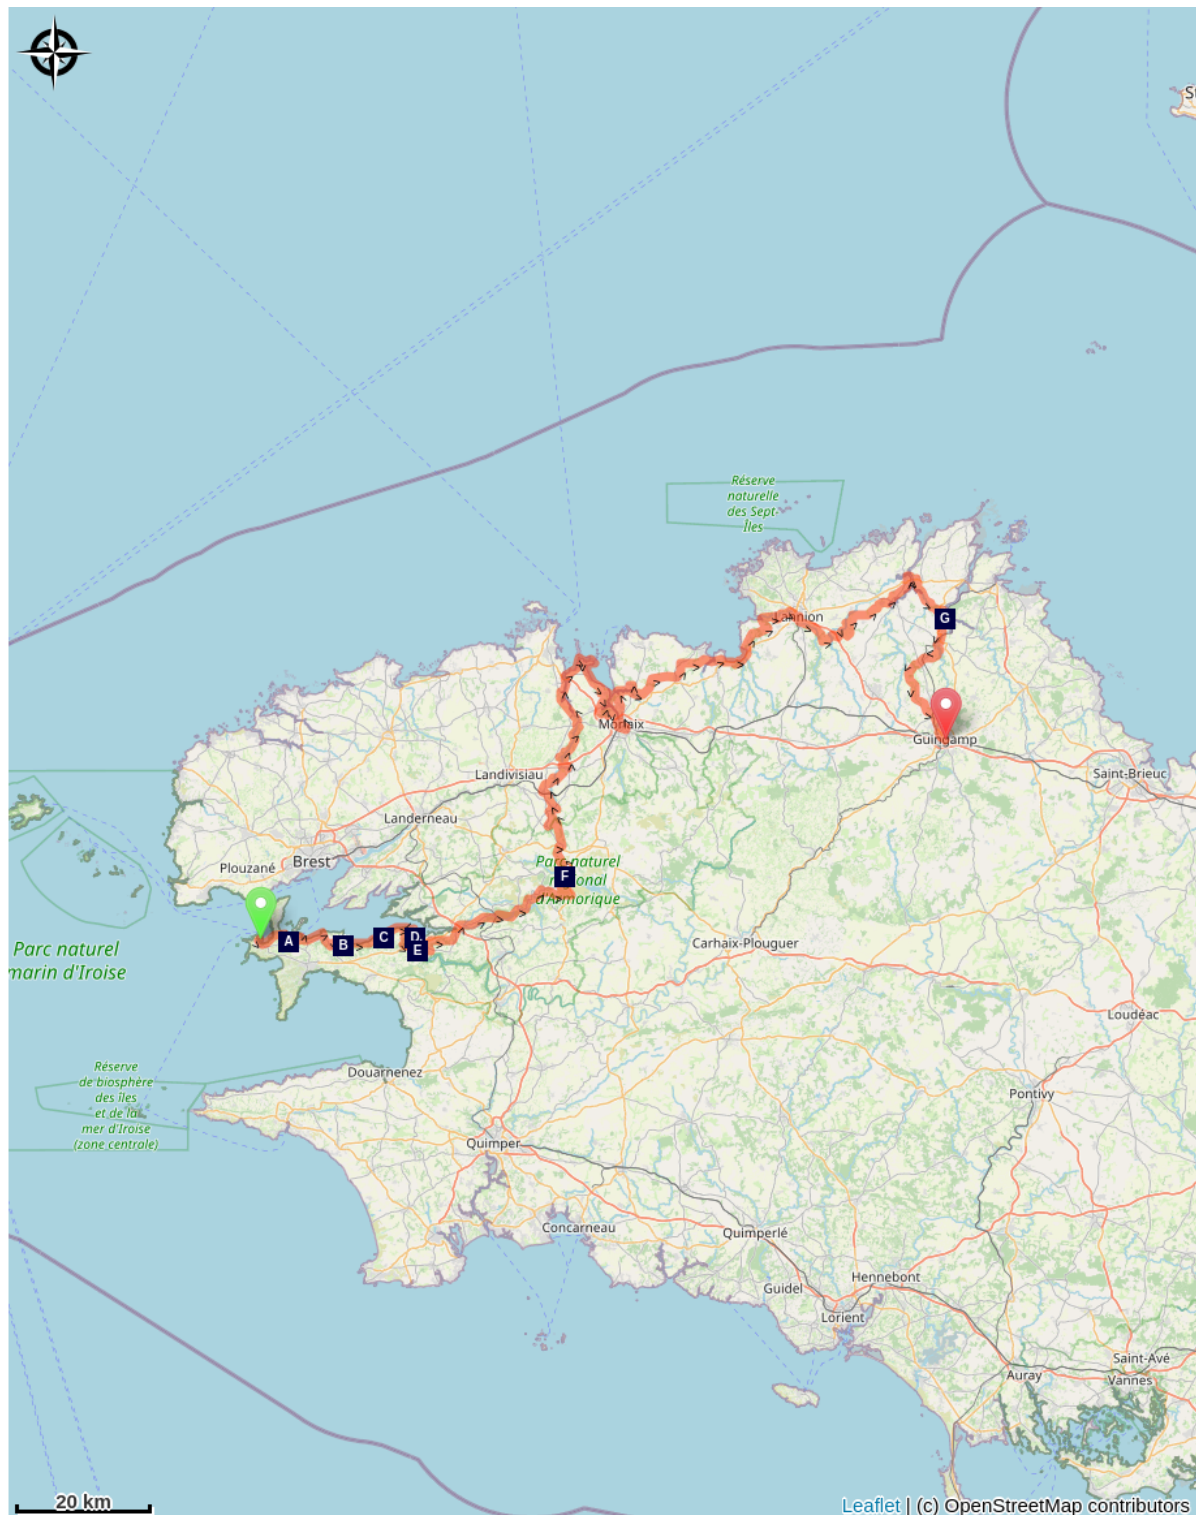 St
Réserve
naturelle
des Sept-
Îles
Lannion
G
Morlaix
Guingamp
Landivisiau
Saint-Brieuc
Landerneau
Brest
Plouzané
Parc naturel
régional
d'Armorique
F
A
B
C
D
E
Parc naturel
marin d'Iroise
Carhaix-Plouguer
Loudéac
Réserve
de biosphère
des îles
et de la
mer d'Iroise
(zone centrale)
Douarnenez
Pontivy
Quimper
Concarneau
Quimperlé
Hennebont
Guidel
Lorient
Saint-Avé
Auray
Vannes
20 km
Leaflet | (c) OpenStreetMap contributors